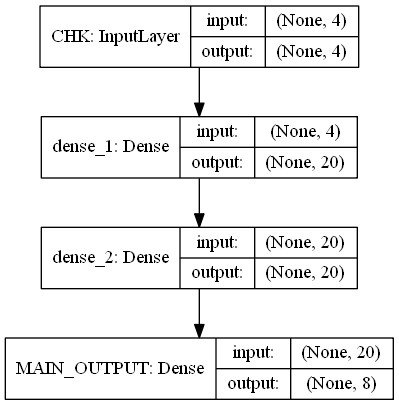 CHK: InputLayer
input: (None, 4)
output: (None, 4)
dense_1: Dense
input: (None, 4)
output: (None, 20)
dense_2: Dense
input: (None, 20)
output: (None, 20)
MAIN_OUTPUT: Dense
input: (None, 20)
output: (None, 8)